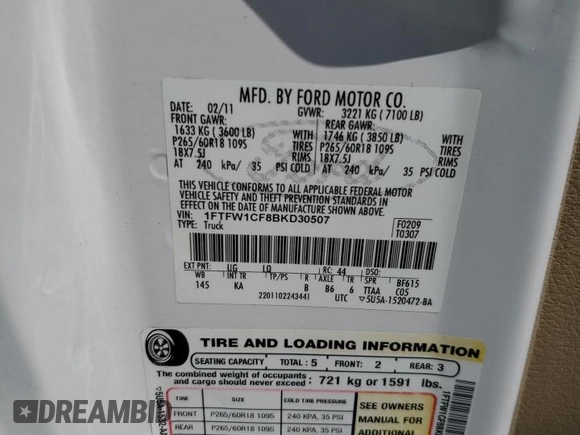 MFD. BY FORD MOTOR CO.
DATE: 02/11 GVWR: 3221 KG ( 7100 LB)
FRONT GAWR: REAR GAWR:
1633 KG ( 3600 LB) 1746 KG ( 3850 LB)
P265/60R18 109S TIRES P265/60R18 109S TIRES
18X7.5J RIMS 18X7.5J RIMS
AT 240 kPa/ 35 PSI COLD AT 240 kPa/ 35 PSI COLD
THIS VEHICLE CONFORMS TO ALL APPLICABLE FEDERAL MOTOR
VEHICLE SAFETY AND THEFT PREVENTION STANDARDS IN
EFFECT ON THE DATE OF MANUFACTURE SHOWN ABOVE.
VIN: 1FTFW1CF8BKD30507 F0209
TYPE: Truck T0307
EXT PNT: UG RC: 44 DSO:
WB INT TR TP/PS R AXLE TR SPR BF615
145 KA B B6 6 TTAA C05
2201102243441 UTC ▽5U5A-1520472-BA
TIRE AND LOADING INFORMATION
SEATING CAPACITY TOTAL: 5 FRONT: 2 REAR: 3
The combined weight of occupants
and cargo should never exceed: 721 kg or 1591 lbs.
TIRE SIZE COLD TIRE PRESSURE SEE OWNERS
FRONT P265/60R18 109S 240 KPA, 35 PSI MANUAL FOR
REAR P265/60R18 109S 240 KPA, 35 PSI ADDITIONAL
DREAMBID.COM